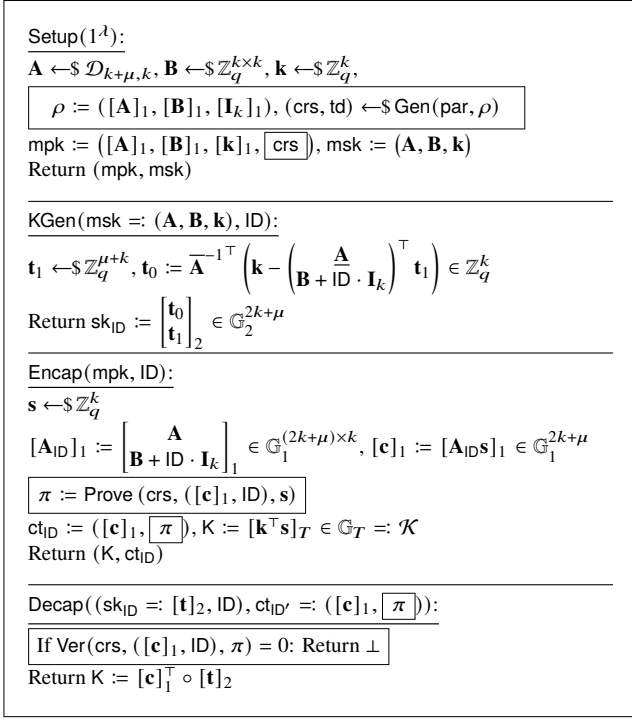 Setup(1^λ):
A ←$ 𝒟_{k+μ,k}, B ←$ ℤ_q^{k×k}, k ←$ ℤ_q^k,
ρ := ([A]_1, [B]_1, [I_k]_1), (crs, td) ←$ Gen(par, ρ)
mpk := ([A]_1, [B]_1, [k]_1, crs), msk := (A, B, k)
Return (mpk, msk)
KGen(msk =: (A, B, k), ID):
t_1 ←$ ℤ_q^{μ+k}, t_0 := \overline{A}^{-1⊤} (k − (\underline{A} / B + ID · I_k)^⊤ t_1) ∈ ℤ_q^k
Return sk_ID := [t_0 / t_1]_2 ∈ 𝔾_2^{2k+μ}
Encap(mpk, ID):
s ←$ ℤ_q^k
[A_ID]_1 := [A / B + ID · I_k]_1 ∈ 𝔾_1^{(2k+μ)×k}, [c]_1 := [A_ID s]_1 ∈ 𝔾_1^{2k+μ}
π := Prove (crs, ([c]_1, ID), s)
ct_ID := ([c]_1, π), K := [k^⊤ s]_T ∈ 𝔾_T =: 𝒦
Return (K, ct_ID)
Decap((sk_ID =: [t]_2, ID), ct_{ID′} =: ([c]_1, π)):
If Ver(crs, ([c]_1, ID), π) = 0: Return ⊥
Return K := [c]_1^⊤ ∘ [t]_2